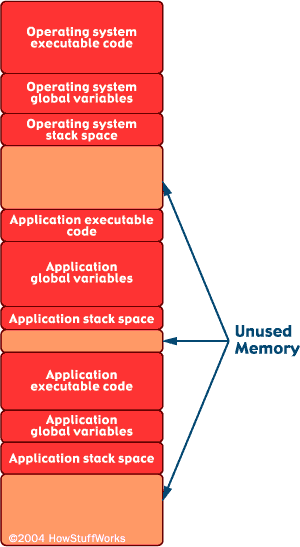 Operating system
executable code
Operating system
global variables
Operating system
stack space
Application executable
code
Application
global variables
Application stack space
Unused
Memory
Application
executable code
Application
global variables
Application stack space
©2004 HowStuffWorks